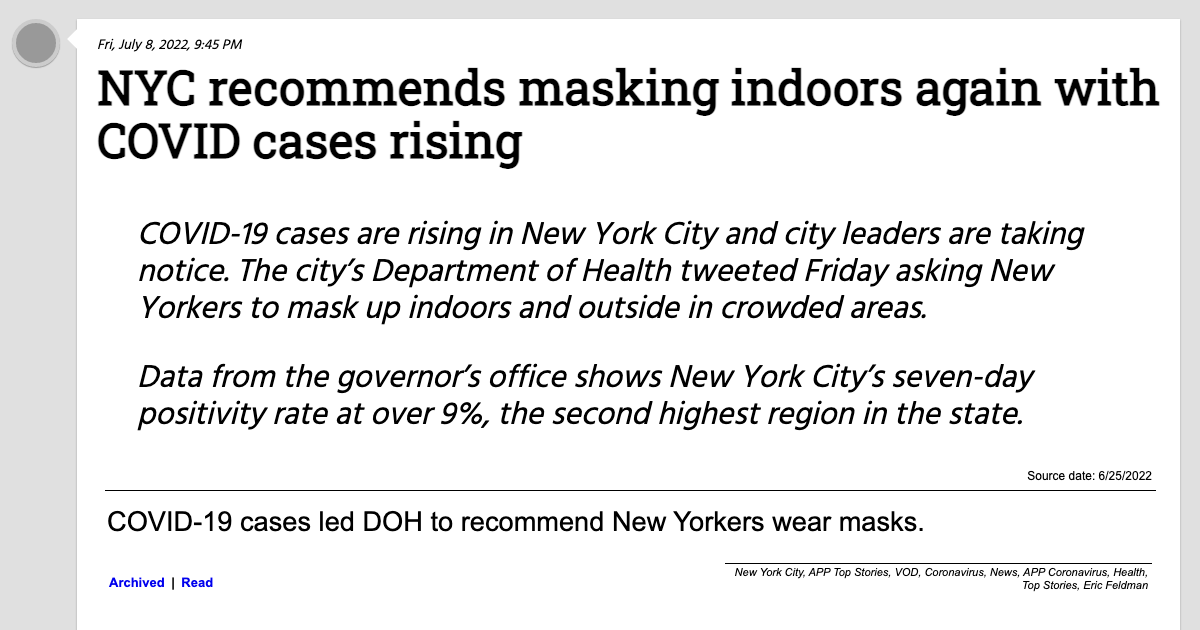 Fri, July 8, 2022, 9:45 PM
NYC recommends masking indoors again with
COVID cases rising
COVID-19 cases are rising in New York City and city leaders are taking
notice. The city’s Department of Health tweeted Friday asking New
Yorkers to mask up indoors and outside in crowded areas.
Data from the governor’s office shows New York City’s seven-day
positivity rate at over 9%, the second highest region in the state.
Source date: 6/25/2022
COVID-19 cases led DOH to recommend New Yorkers wear masks.
Archived | Read
New York City, APP Top Stories, VOD, Coronavirus, News, APP Coronavirus, Health,
Top Stories, Eric Feldman